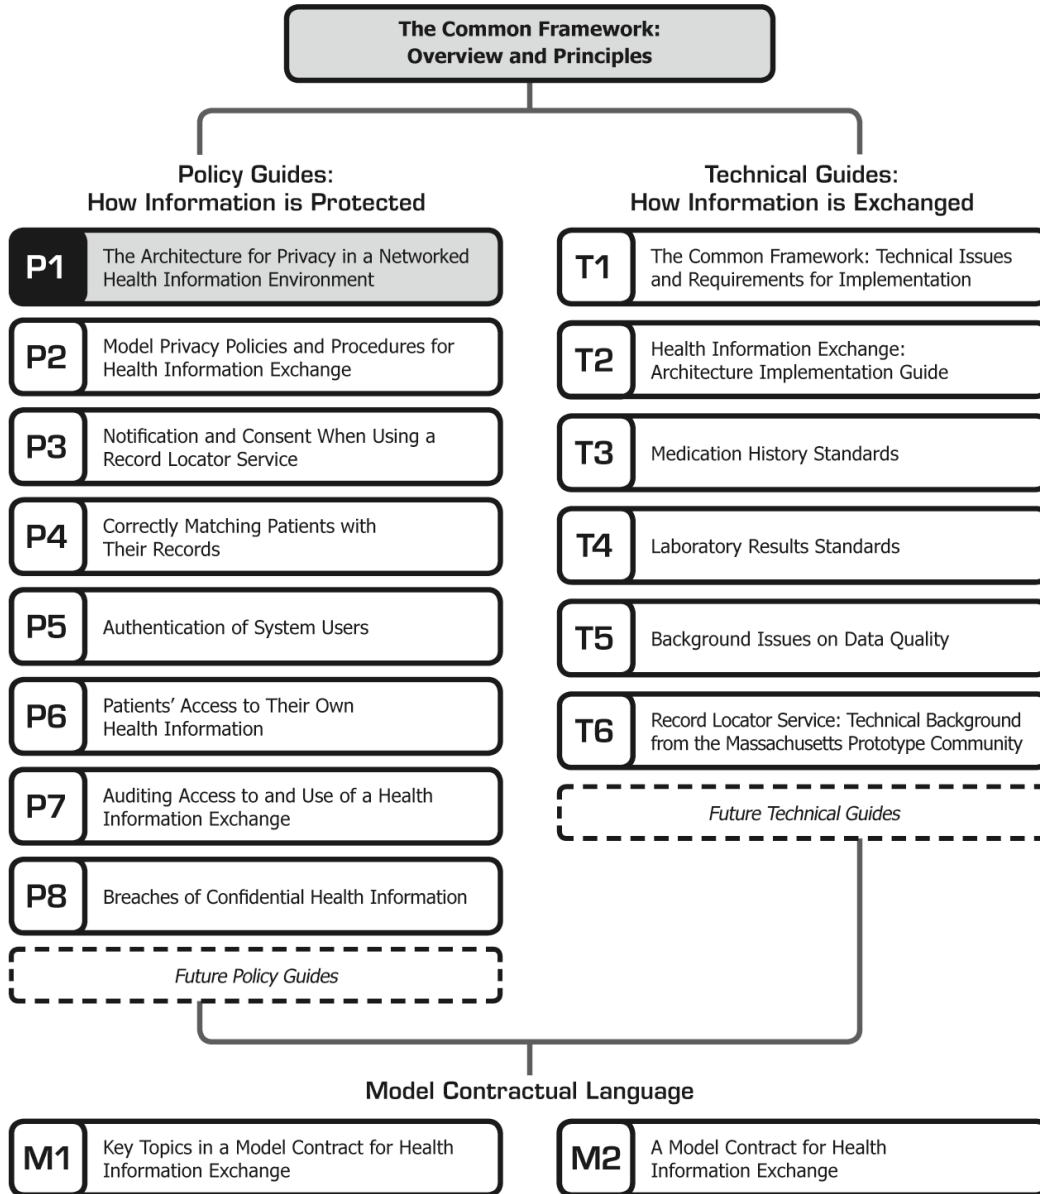 The Common Framework:
Overview and Principles
Policy Guides:
How Information is Protected
P1
The Architecture for Privacy in a Networked
Health Information Environment
P2
Model Privacy Policies and Procedures for
Health Information Exchange
P3
Notification and Consent When Using a
Record Locator Service
P4
Correctly Matching Patients with
Their Records
P5
Authentication of System Users
P6
Patients’ Access to Their Own
Health Information
P7
Auditing Access to and Use of a Health
Information Exchange
P8
Breaches of Confidential Health Information
Future Policy Guides
Technical Guides:
How Information is Exchanged
T1
The Common Framework: Technical Issues
and Requirements for Implementation
T2
Health Information Exchange:
Architecture Implementation Guide
T3
Medication History Standards
T4
Laboratory Results Standards
T5
Background Issues on Data Quality
T6
Record Locator Service: Technical Background
from the Massachusetts Prototype Community
Future Technical Guides
Model Contractual Language
M1
Key Topics in a Model Contract for Health
Information Exchange
M2
A Model Contract for Health
Information Exchange